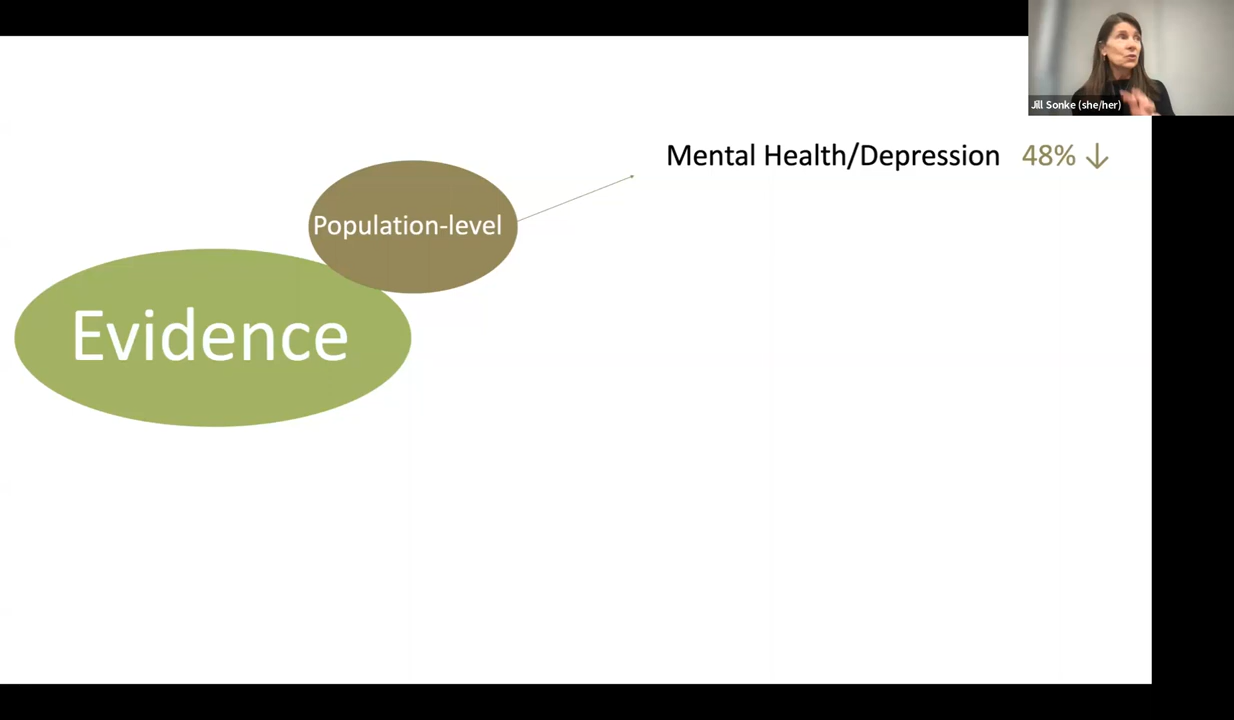 Jill Sonke (she/her)
Mental Health/Depression 48% ↓
Population-level
Evidence